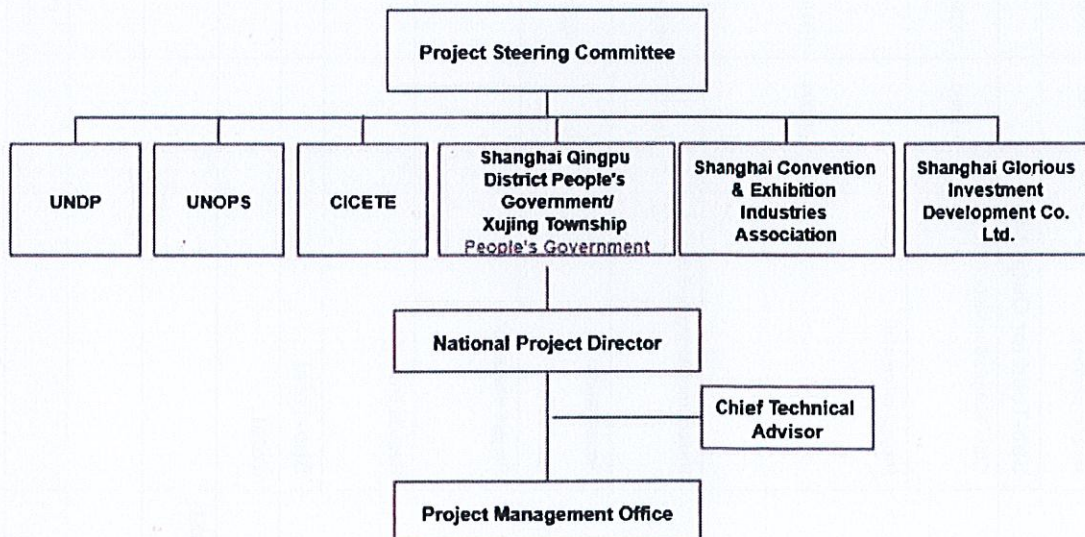 Project Steering Committee
UNDP
UNOPS
CICETE
Shanghai Qingpu
District People's
Government/
Xujing Township
People's Government
Shanghai Convention
& Exhibition
Industries
Association
Shanghai Glorious
Investment
Development Co.
Ltd.
National Project Director
Chief Technical
Advisor
Project Management Office